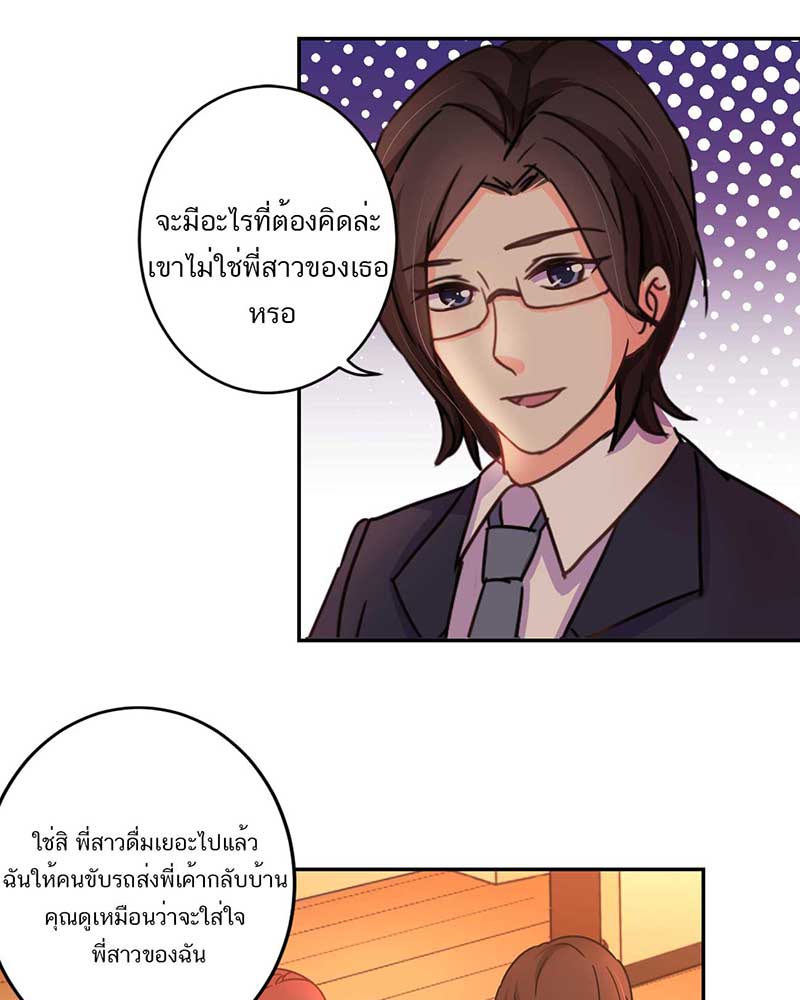 จะมีอะไรที่ต้องคิดล่ะ
เขาไม่ใช่พี่สาวของเธอ
หรอ
ใช่สิ พี่สาวดื่มเยอะไปแล้ว
ฉันให้คนขับรถส่งพี่เค้ากลับบ้าน
คุณดูเหมือนว่าจะใส่ใจ
พี่สาวของฉัน